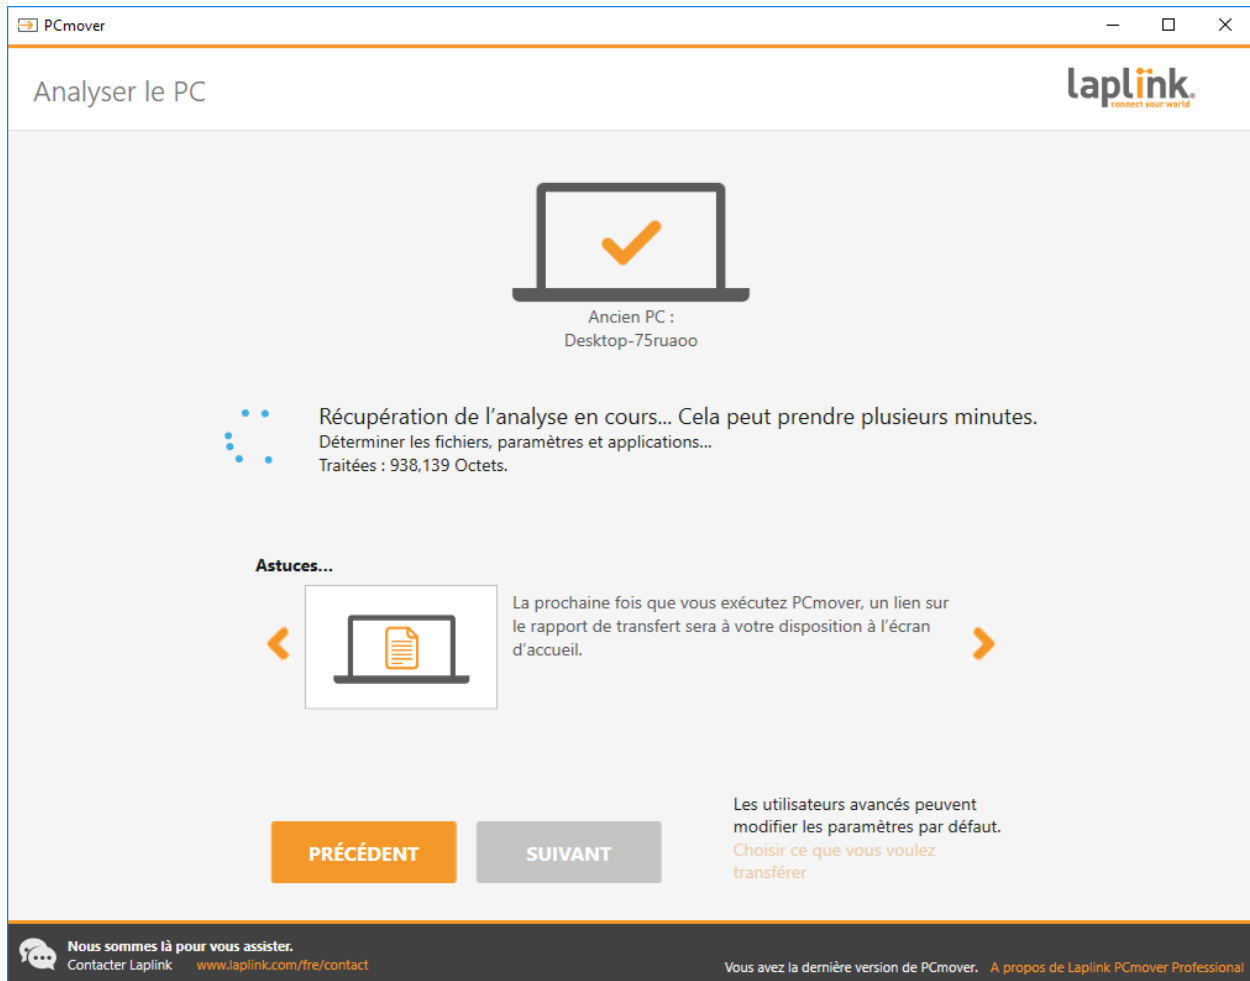 PCmover
Analyser le PC
laplink®
connect your world
Ancien PC :
Desktop-75ruaoo
Récupération de l’analyse en cours... Cela peut prendre plusieurs minutes.
Déterminer les fichiers, paramètres et applications...
Traitées : 938,139 Octets.
Astuces...
La prochaine fois que vous exécutez PCmover, un lien sur
le rapport de transfert sera à votre disposition à l’écran
d’accueil.
Les utilisateurs avancés peuvent
modifier les paramètres par défaut.
Choisir ce que vous voulez
transférer
PRÉCÉDENT
SUIVANT
Nous sommes là pour vous assister.
Contacter Laplink www.laplink.com/fre/contact
Vous avez la dernière version de PCmover. A propos de Laplink PCmover Professional